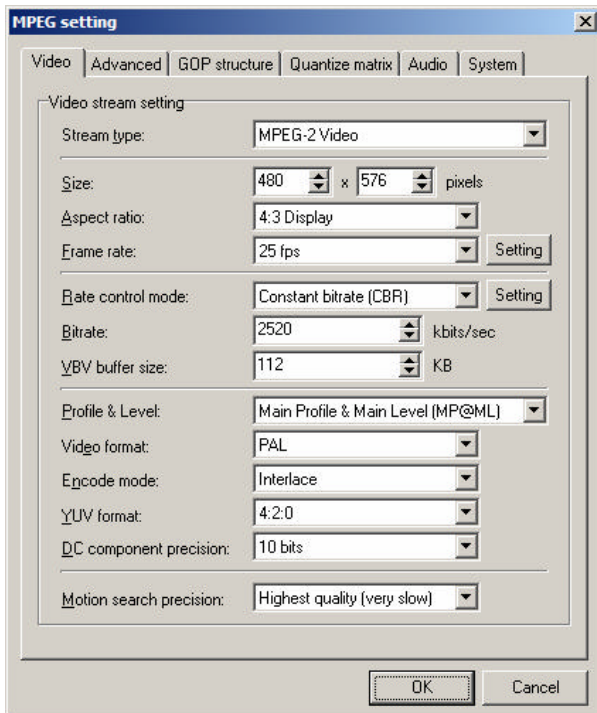 MPEG setting
Video Advanced GOP structure Quantize matrix Audio System
Video stream setting
Stream type: MPEG-2 Video
Size: 480 x 576 pixels
Aspect ratio: 4:3 Display
Frame rate: 25 fps Setting
Rate control mode: Constant bitrate (CBR) Setting
Bitrate: 2520 kbits/sec
VBV buffer size: 112 KB
Profile & Level: Main Profile & Main Level (MP@ML)
Video format: PAL
Encode mode: Interlace
YUV format: 4:2:0
DC component precision: 10 bits
Motion search precision: Highest quality (very slow)
OK Cancel